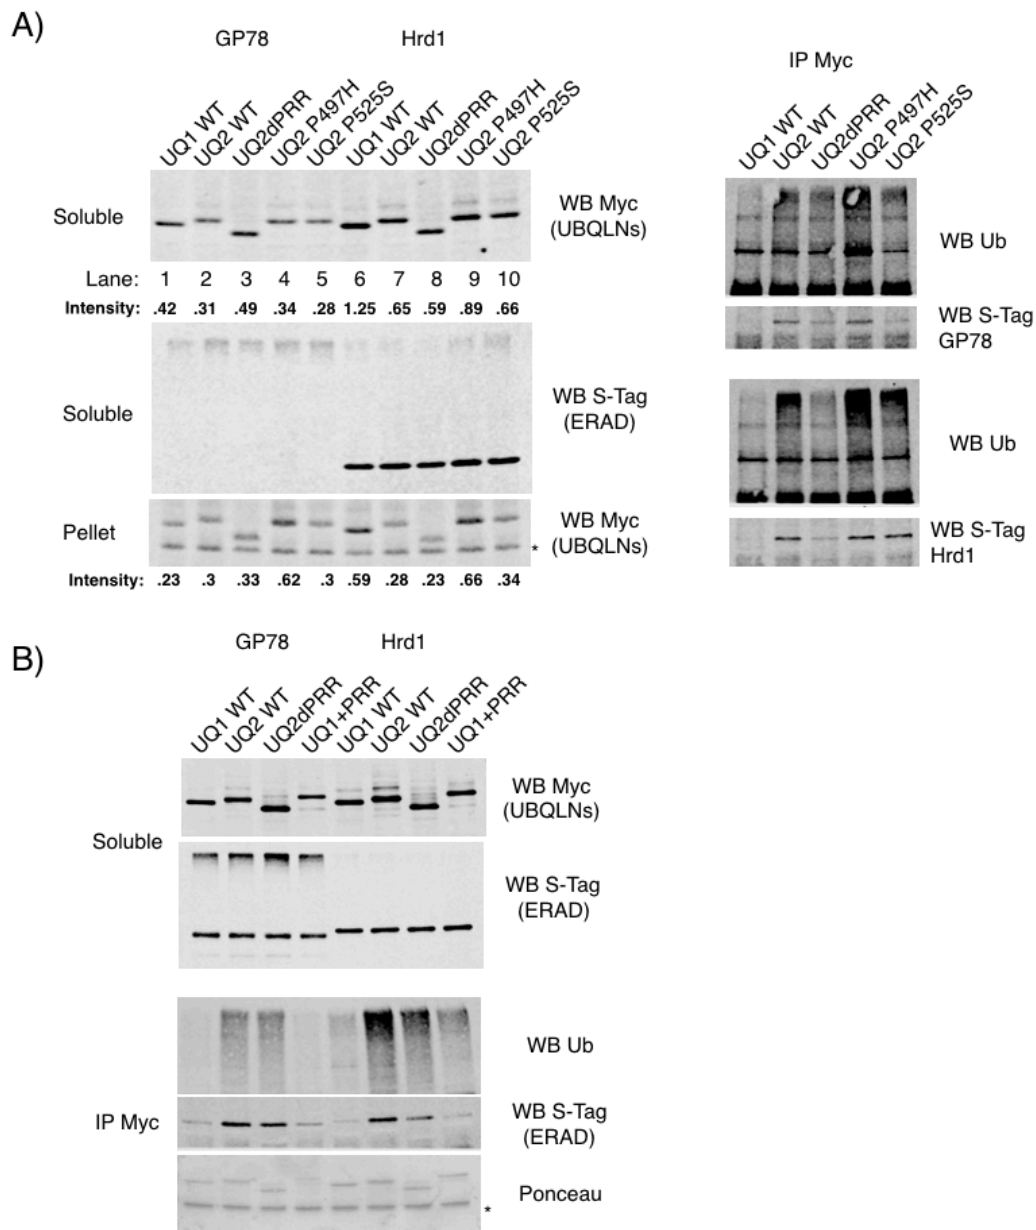 A)
GP78 Hrd1
UQ1 WT UQ2 WT UQ2dPRR UQ2 P497H UQ2 P525S UQ1 WT UQ2 WT UQ2dPRR UQ2 P497H UQ2 P525S
Soluble
WB Myc
(UBQLNs)
Lane: 1 2 3 4 5 6 7 8 9 10
Intensity: .42 .31 .49 .34 .28 1.25 .65 .59 .89 .66
Soluble
WB S-Tag
(ERAD)
Pellet
WB Myc
(UBQLNs)
*
Intensity: .23 .3 .33 .62 .3 .59 .28 .23 .66 .34
IP Myc
UQ1 WT UQ2 WT UQ2dPRR UQ2 P497H UQ2 P525S
WB Ub
WB S-Tag
GP78
WB Ub
WB S-Tag
Hrd1
B)
GP78 Hrd1
UQ1 WT UQ2 WT UQ2dPRR UQ1+PRR UQ1 WT UQ2 WT UQ2dPRR UQ1+PRR
Soluble
WB Myc
(UBQLNs)
WB S-Tag
(ERAD)
IP Myc
WB Ub
WB S-Tag
(ERAD)
Ponceau
*